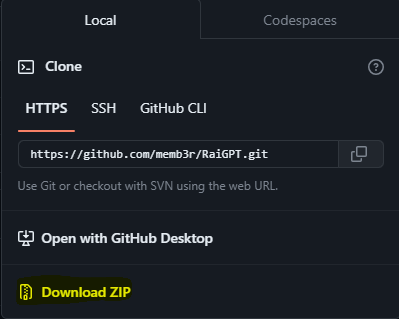 Local
Codespaces
Clone
HTTPS
SSH
GitHub CLI
https://github.com/memb3r/RaiGPT.git
Use Git or checkout with SVN using the web URL.
Open with GitHub Desktop
Download ZIP